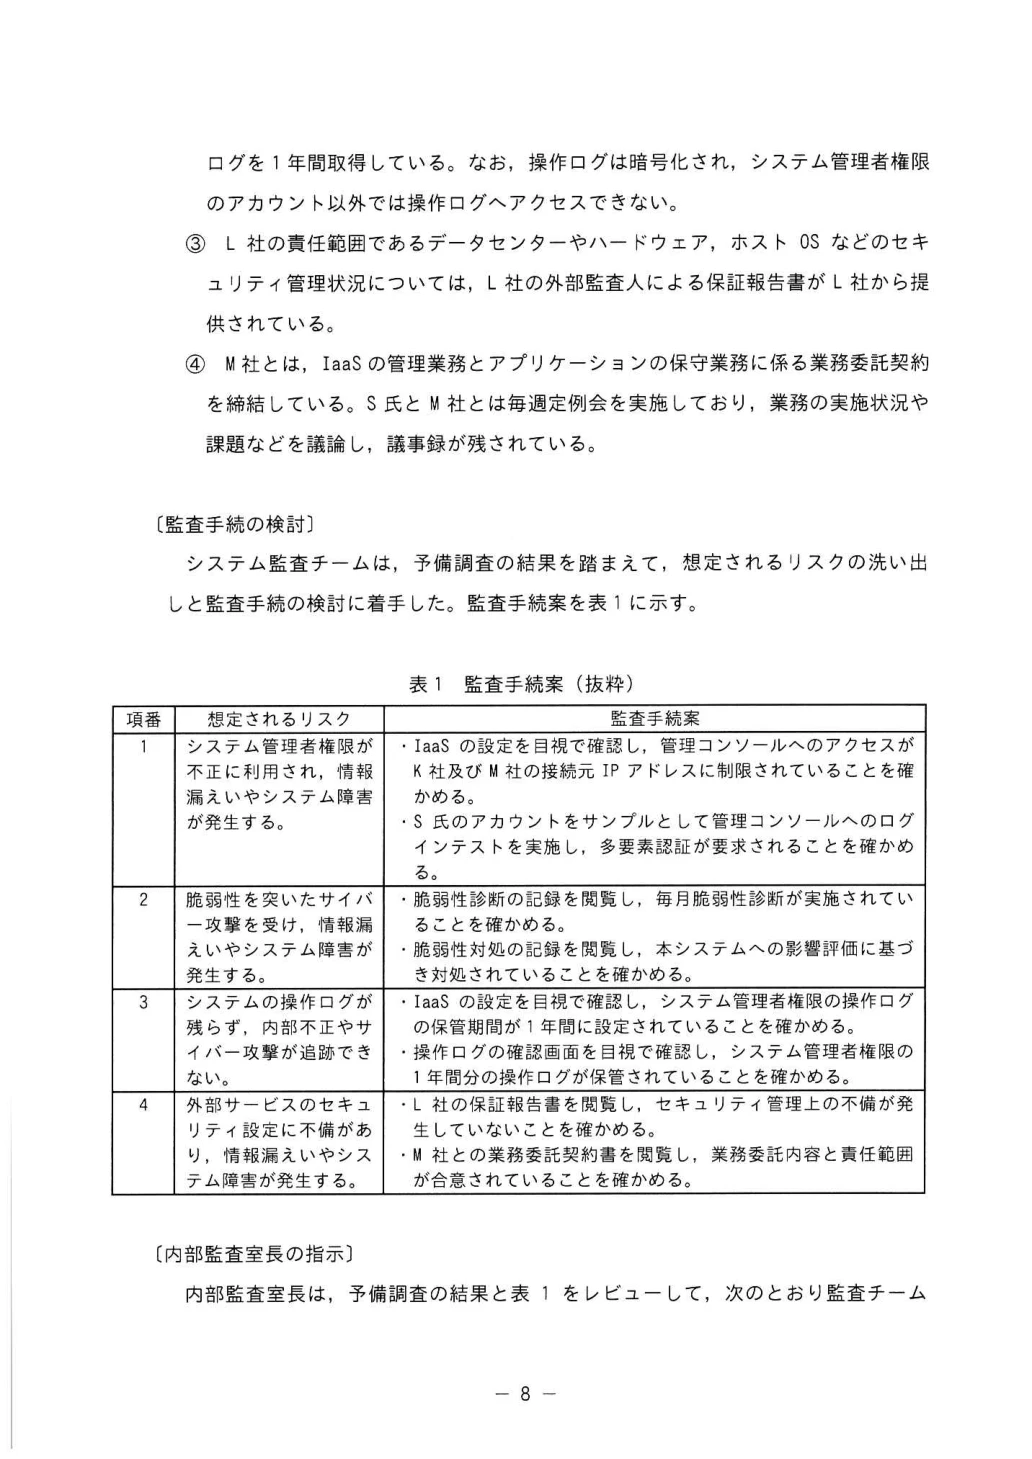 ログを1年間取得している。なお，操作ログは暗号化され，システム管理者権限
のアカウント以外では操作ログへアクセスできない。
③ L 社の責任範囲であるデータセンターやハードウェア，ホスト OS などのセキ
ュリティ管理状況については，L 社の外部監査人による保証報告書が L 社から提
供されている。
④ M 社とは，IaaS の管理業務とアプリケーションの保守業務に係る業務委託契約
を締結している。S 氏と M 社とは毎週定例会を実施しており，業務の実施状況や
課題などを議論し，議事録が残されている。
〔監査手続の検討〕
システム監査チームは，予備調査の結果を踏まえて，想定されるリスクの洗い出
しと監査手続の検討に着手した。監査手続案を表1に示す。
表1 監査手続案（抜粋）
項番 想定されるリスク 監査手続案
1
システム管理者権限が
不正に利用され，情報
漏えいやシステム障害
が発生する。
・IaaS の設定を目視で確認し，管理コンソールへのアクセスが
K 社及び M 社の接続元 IP アドレスに制限されていることを確
かめる。
・S 氏のアカウントをサンプルとして管理コンソールへのログ
インテストを実施し，多要素認証が要求されることを確かめ
る。
2
脆弱性を突いたサイバ
ー攻撃を受け，情報漏
えいやシステム障害が
発生する。
・脆弱性診断の記録を閲覧し，毎月脆弱性診断が実施されてい
ることを確かめる。
・脆弱性対処の記録を閲覧し，本システムへの影響評価に基づ
き対処されていることを確かめる。
3
システムの操作ログが
残らず，内部不正やサ
イバー攻撃が追跡でき
ない。
・IaaS の設定を目視で確認し，システム管理者権限の操作ログ
の保管期間が1年間に設定されていることを確かめる。
・操作ログの確認画面を目視で確認し，システム管理者権限の
1年間分の操作ログが保管されていることを確かめる。
4
外部サービスのセキュ
リティ設定に不備があ
り，情報漏えいやシス
テム障害が発生する。
・L 社の保証報告書を閲覧し，セキュリティ管理上の不備が発
生していないことを確かめる。
・M 社との業務委託契約書を閲覧し，業務委託内容と責任範囲
が合意されていることを確かめる。
〔内部監査室長の指示〕
内部監査室長は，予備調査の結果と表 1 をレビューして，次のとおり監査チーム
－ 8 －